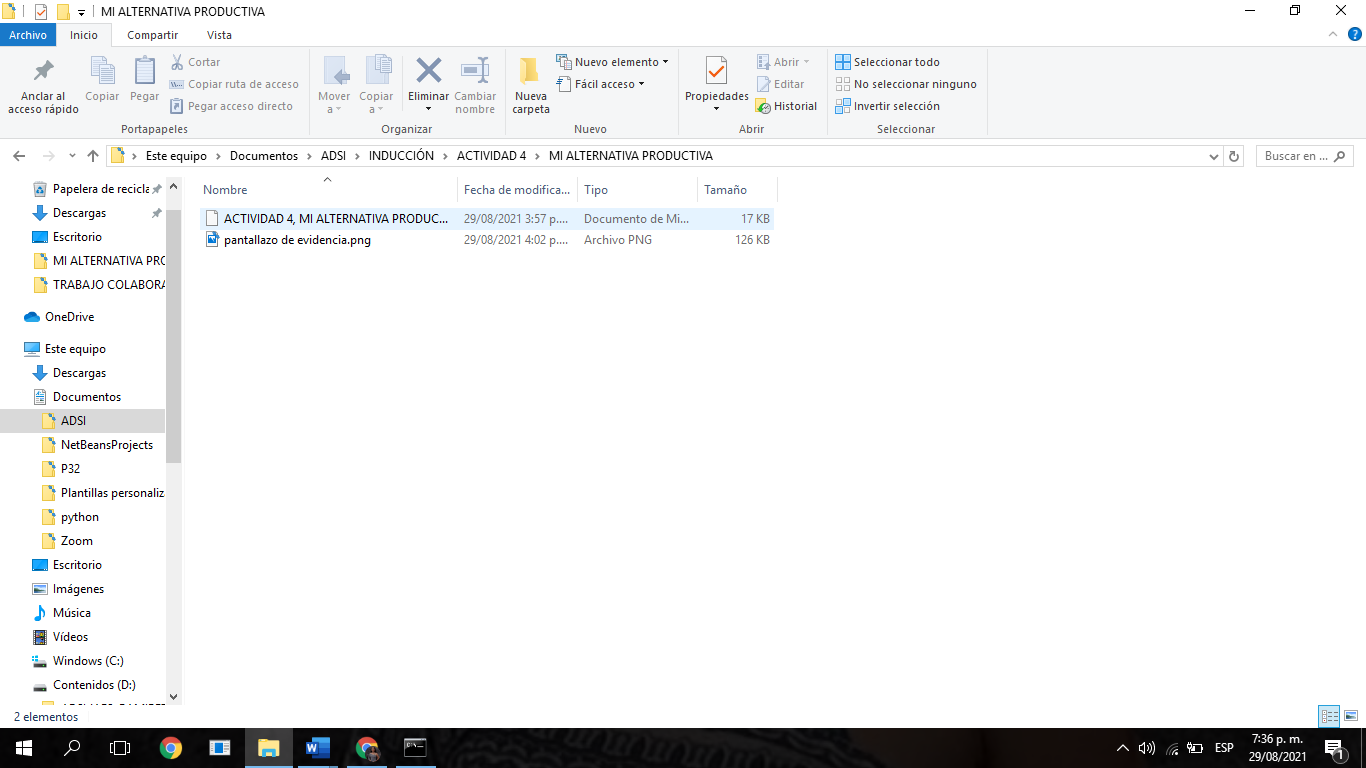 MI ALTERNATIVA PRODUCTIVA
Archivo Inicio Compartir Vista
Anclar al acceso rápido
Copiar
Pegar
Cortar
Copiar ruta de acceso
Pegar acceso directo
Portapapeles
Mover a
Copiar a
Eliminar
Cambiar nombre
Organizar
Nueva carpeta
Nuevo elemento
Fácil acceso
Nuevo
Propiedades
Abrir
Editar
Historial
Abrir
Seleccionar todo
No seleccionar ninguno
Invertir selección
Seleccionar
Este equipo > Documentos > ADSI > INDUCCIÓN > ACTIVIDAD 4 > MI ALTERNATIVA PRODUCTIVA
Buscar en ...
Papelera de recicla
Descargas
Escritorio
MI ALTERNATIVA PRO
TRABAJO COLABORA
OneDrive
Este equipo
Descargas
Documentos
ADSI
NetBeansProjects
P32
Plantillas personaliz
python
Zoom
Escritorio
Imágenes
Música
Vídeos
Windows (C:)
Contenidos (D:)
Nombre Fecha de modifica... Tipo Tamaño
ACTIVIDAD 4, MI ALTERNATIVA PRODUC... 29/08/2021 3:57 p.... Documento de Mi... 17 KB
pantallazo de evidencia.png 29/08/2021 4:02 p.... Archivo PNG 126 KB
2 elementos
ESP
7:36 p. m.
29/08/2021
1